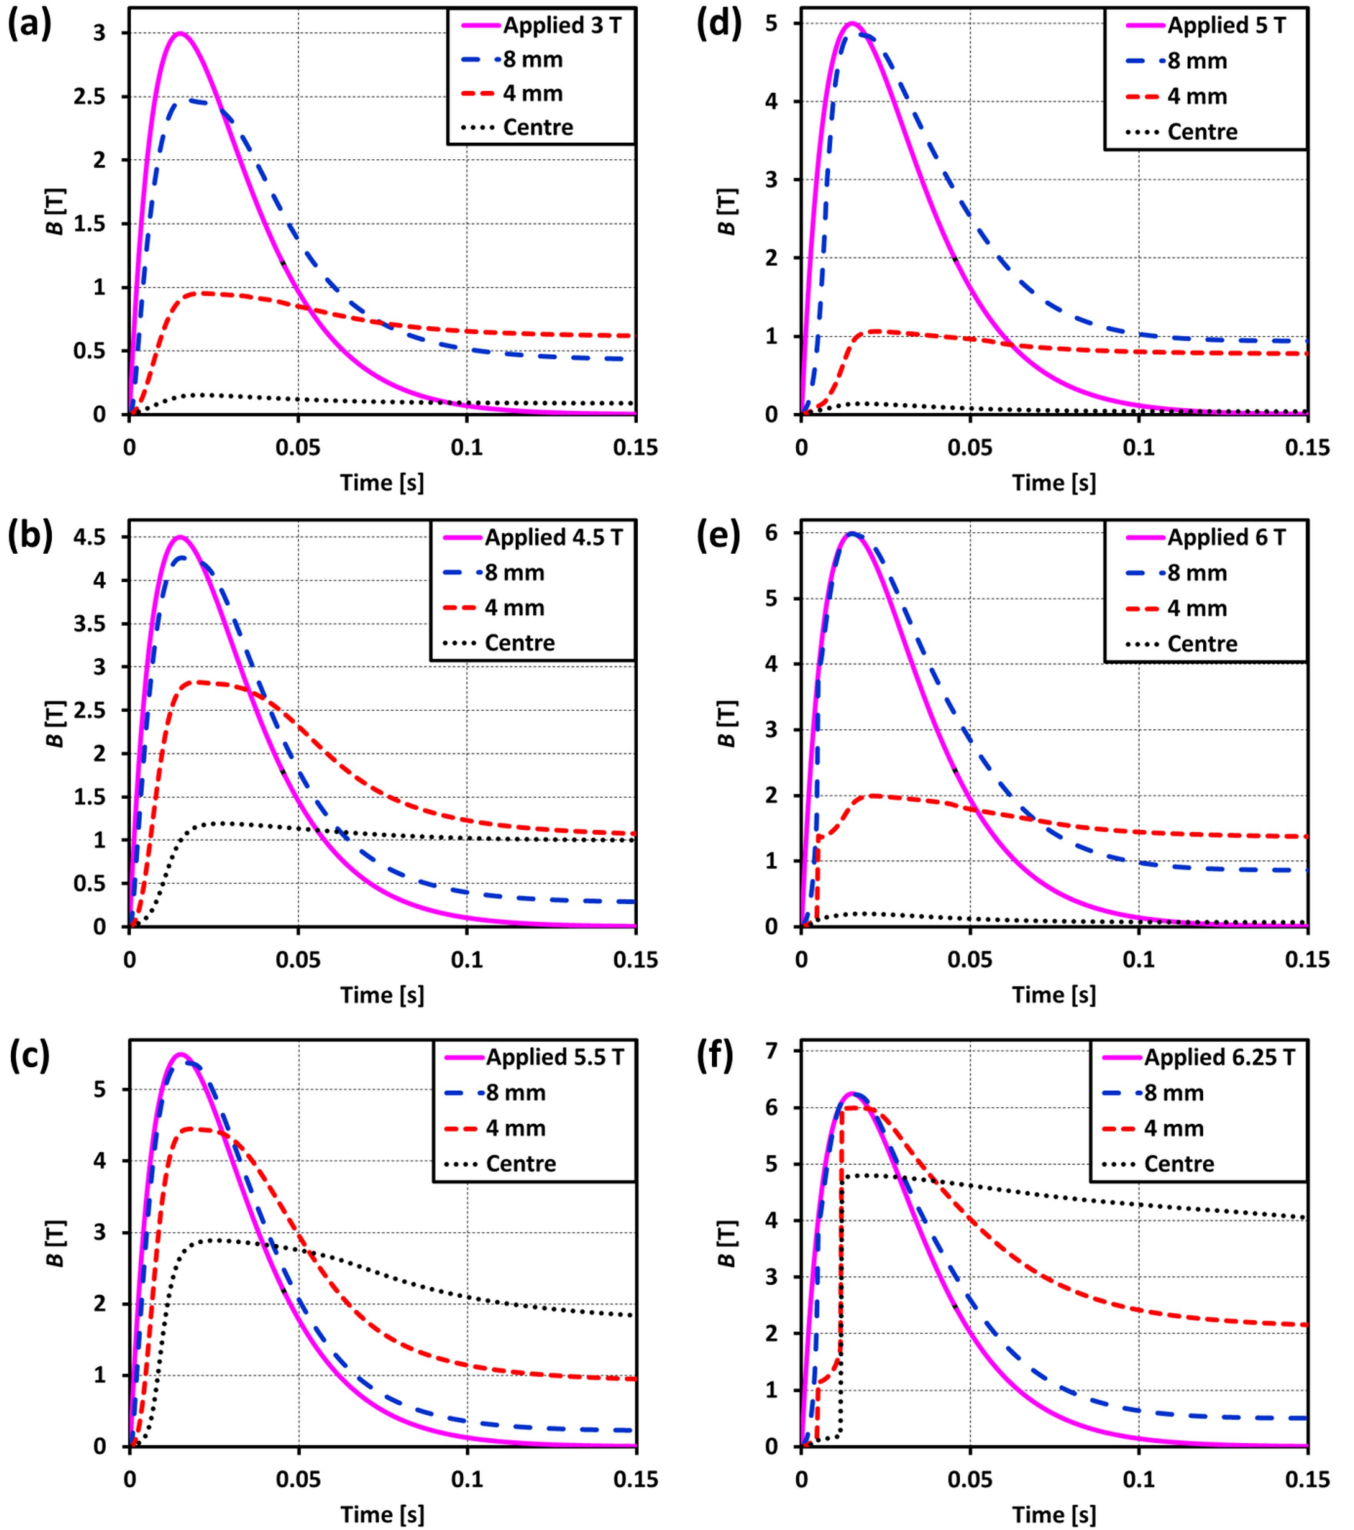 (a)
Applied 3 T
8 mm
4 mm
Centre
B [T]
3
2.5
2
1.5
1
0.5
0
0 0.05 0.1 0.15
Time [s]
(d)
Applied 5 T
8 mm
4 mm
Centre
B [T]
5
4
3
2
1
0
0 0.05 0.1 0.15
Time [s]
(b)
Applied 4.5 T
8 mm
4 mm
Centre
B [T]
4.5
4
3.5
3
2.5
2
1.5
1
0.5
0
0 0.05 0.1 0.15
Time [s]
(e)
Applied 6 T
8 mm
4 mm
Centre
B [T]
6
5
4
3
2
1
0
0 0.05 0.1 0.15
Time [s]
(c)
Applied 5.5 T
8 mm
4 mm
Centre
B [T]
5
4
3
2
1
0
0 0.05 0.1 0.15
Time [s]
(f)
Applied 6.25 T
8 mm
4 mm
Centre
B [T]
7
6
5
4
3
2
1
0
0 0.05 0.1 0.15
Time [s]